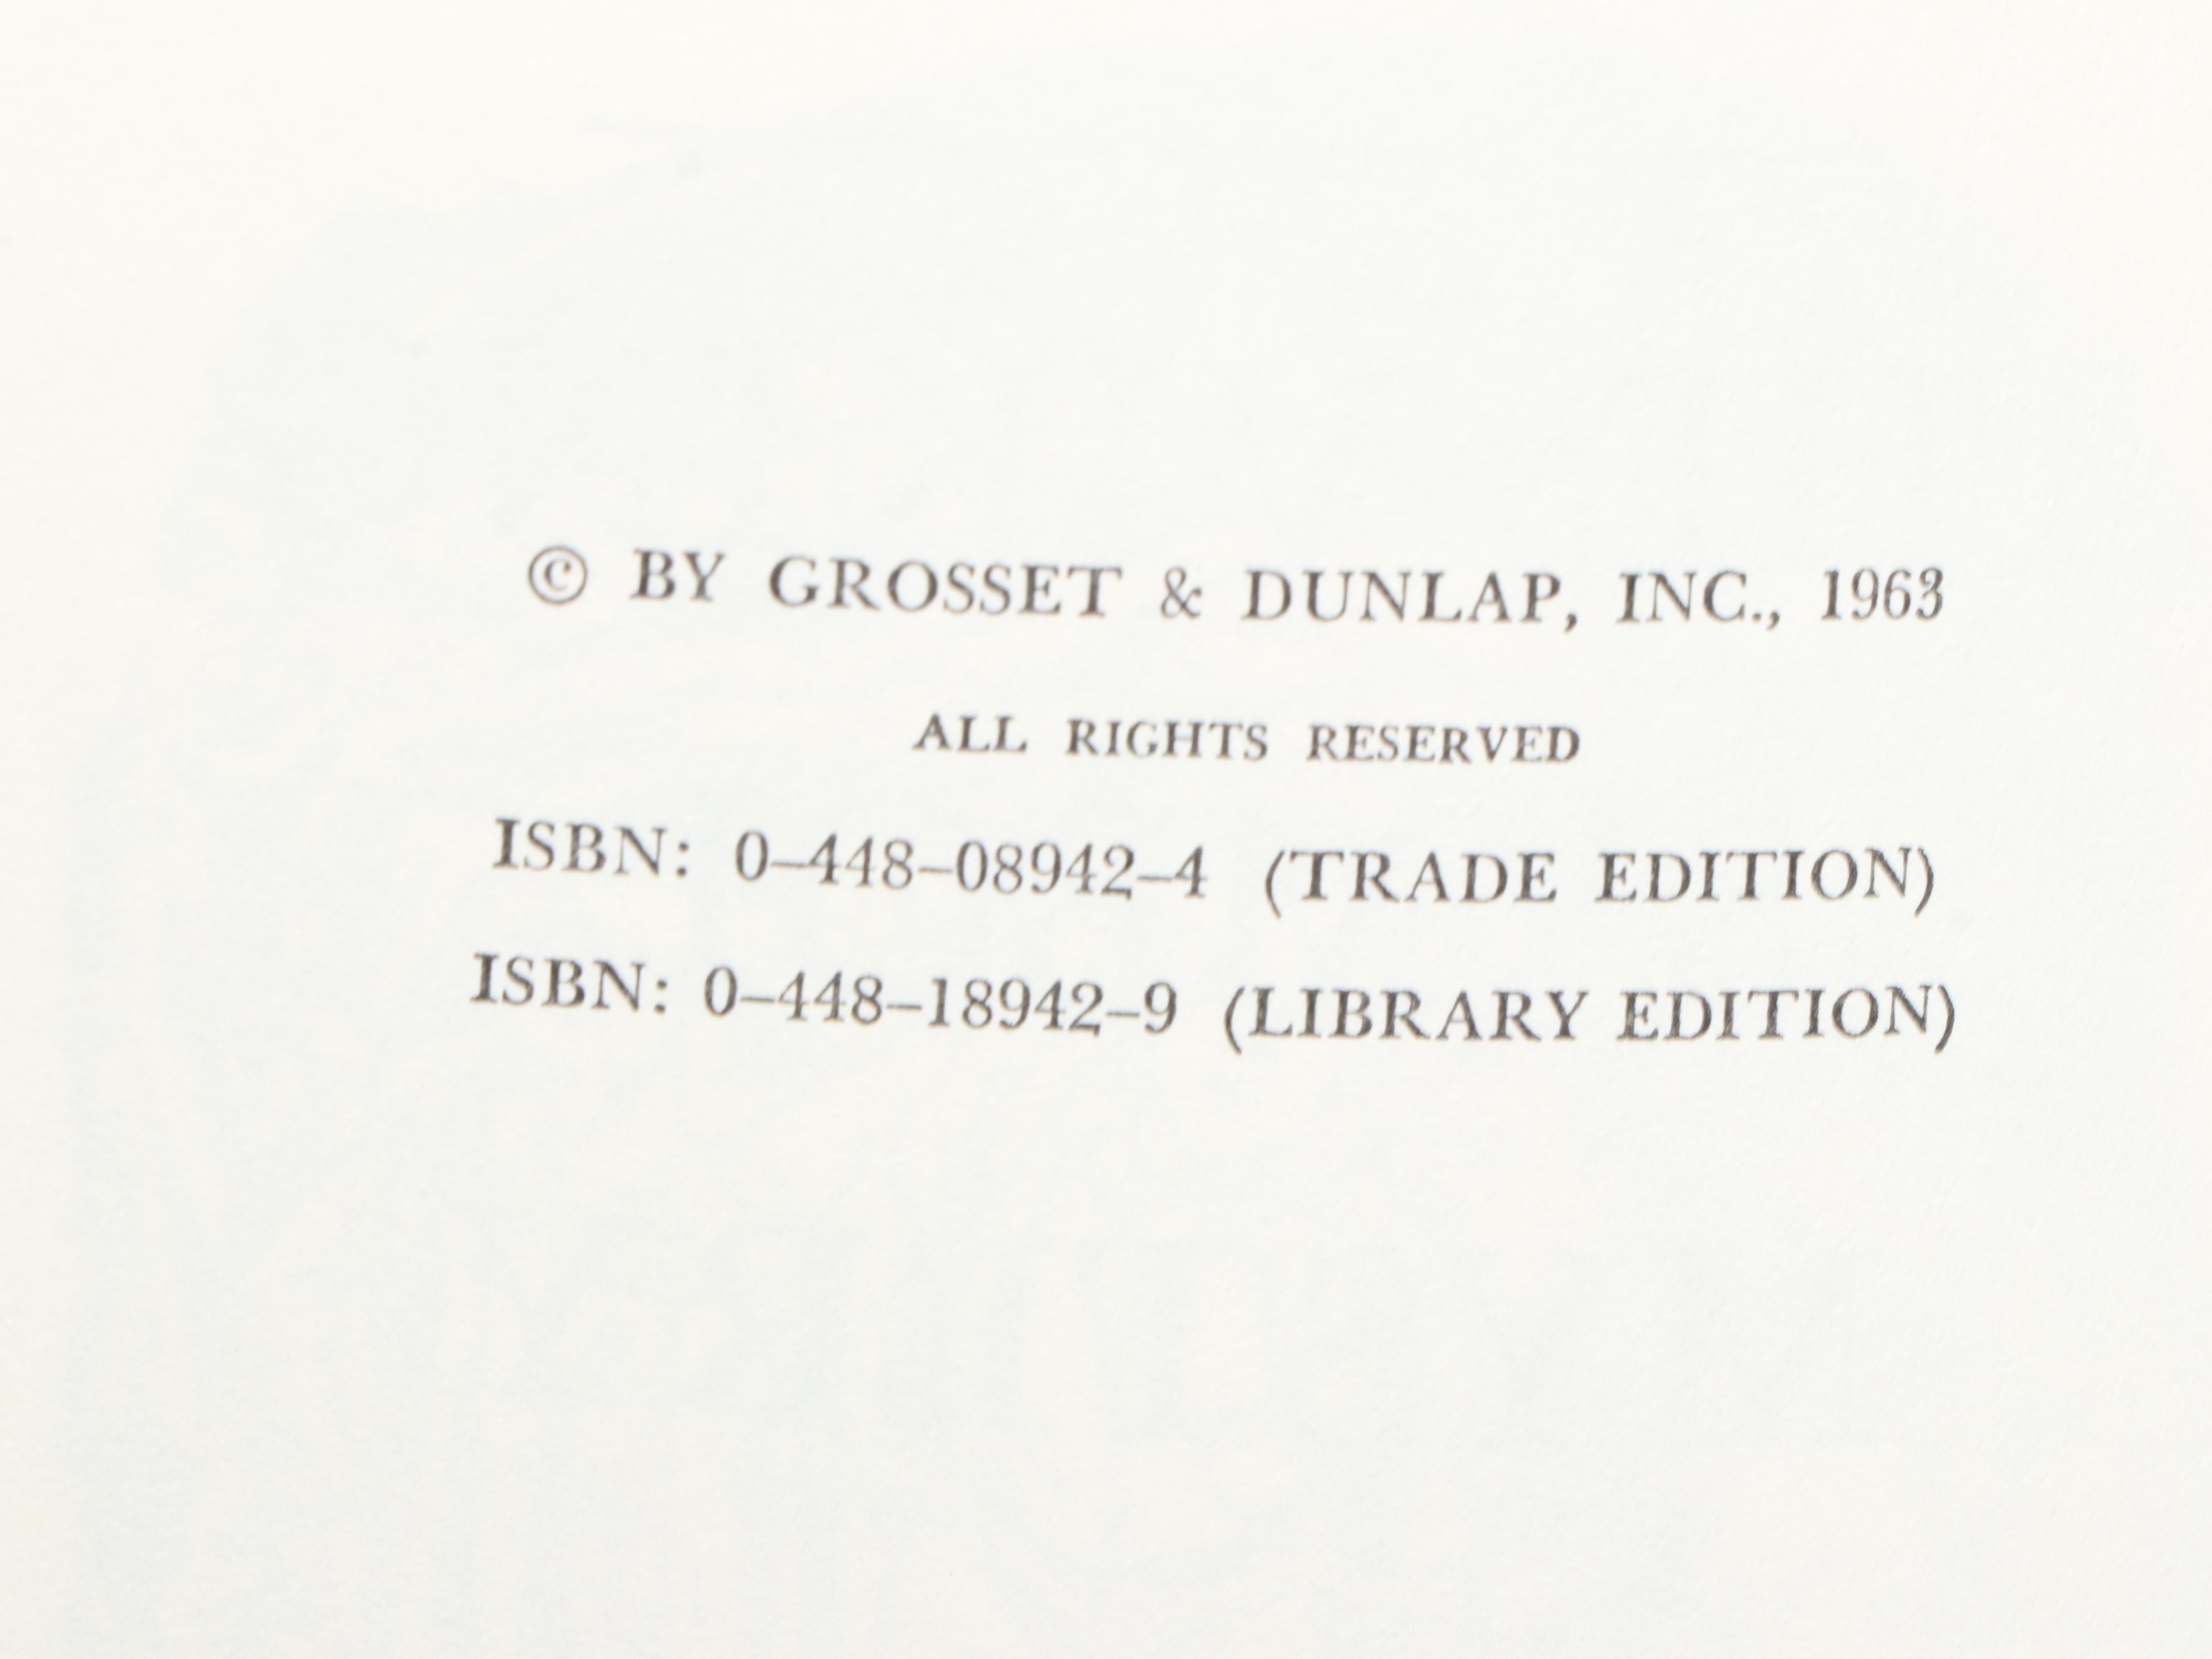 © BY GROSSET & DUNLAP, INC., 1963
ALL RIGHTS RESERVED
ISBN: 0–448–08942–4 (TRADE EDITION)
ISBN: 0–448–18942–9 (LIBRARY EDITION)